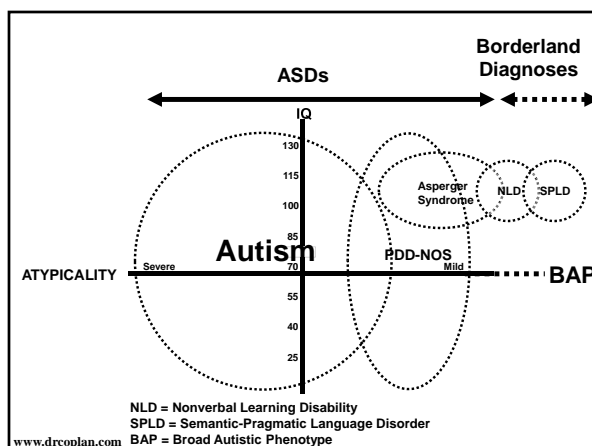 Borderland
Diagnoses
ASDs
IQ
130
115
Asperger
Syndrome
NLD
SPLD
100
85
Autism
PDD-NOS
Severe
70
Mild
ATYPICALITY
BAP
55
40
25
NLD = Nonverbal Learning Disability
SPLD = Semantic-Pragmatic Language Disorder
www.drcoplan.com
BAP = Broad Autistic Phenotype